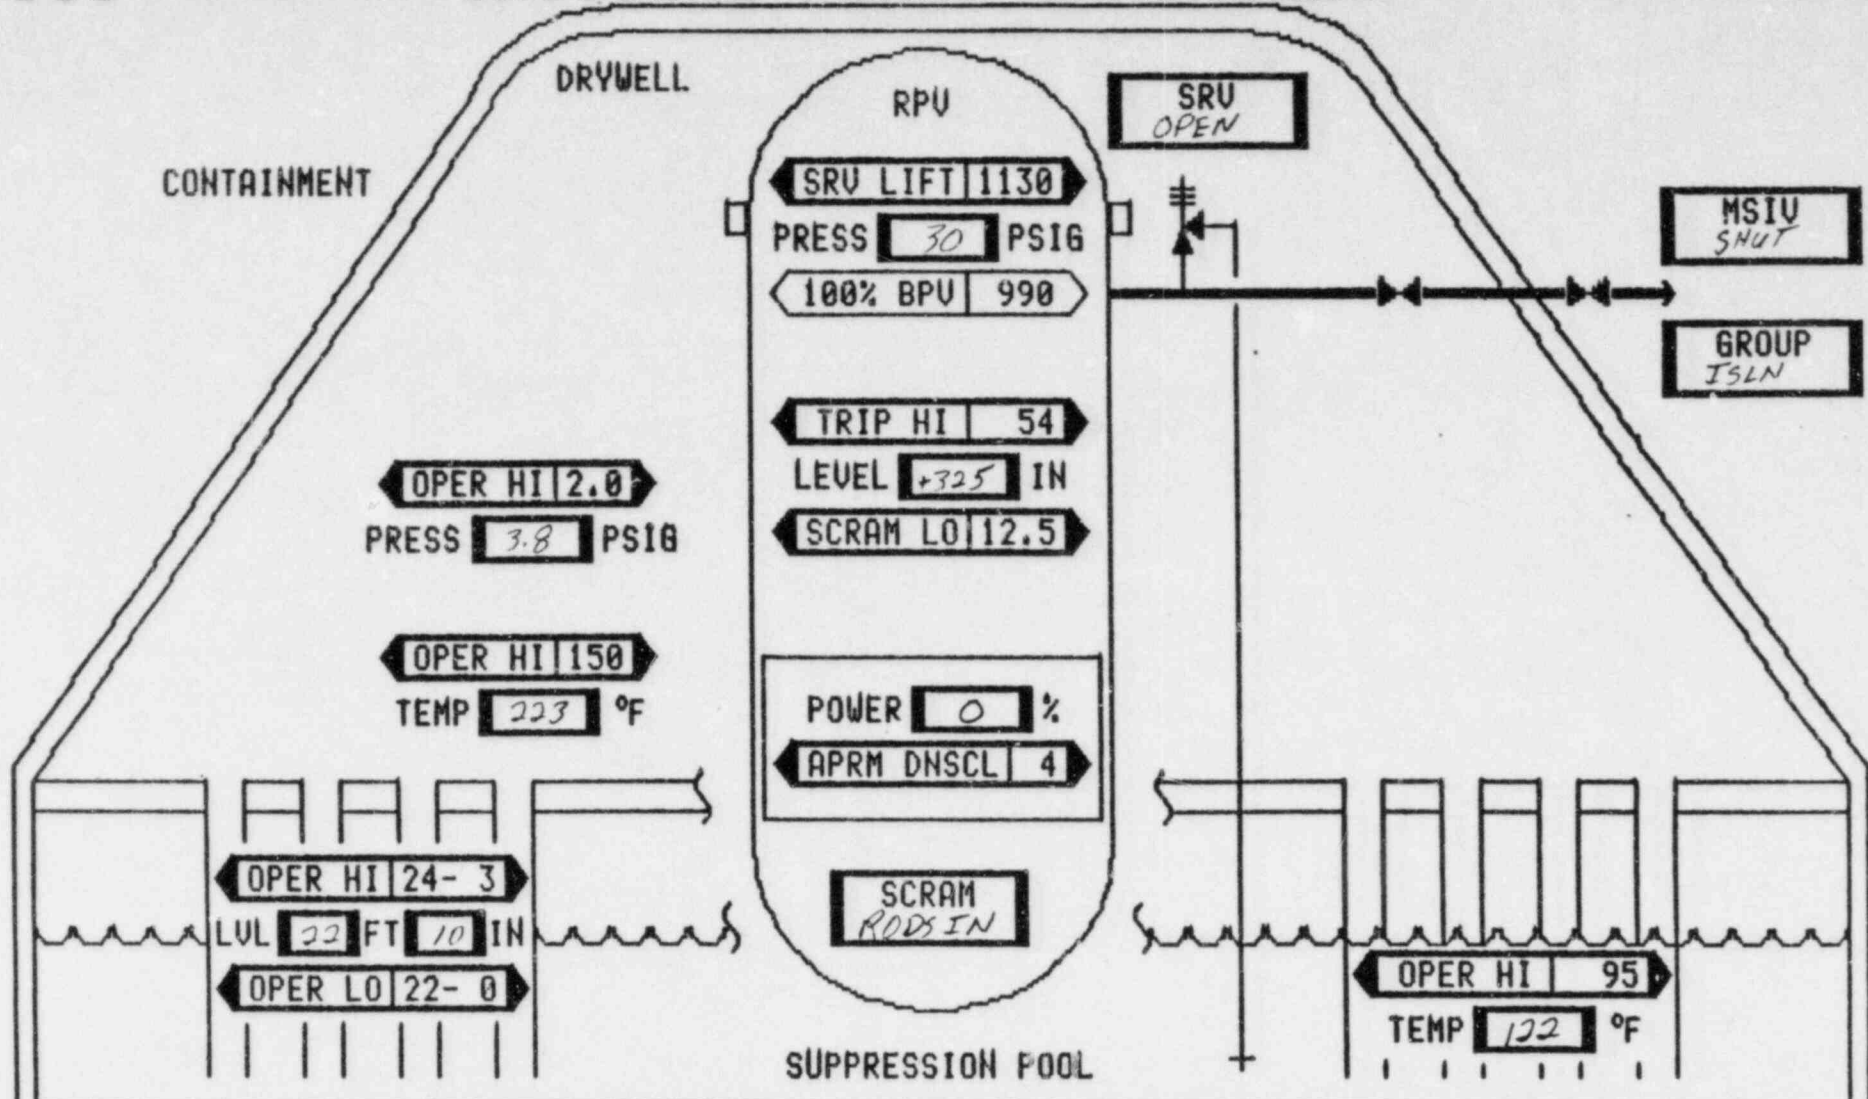 DRYWELL
RPV
SRV
OPEN
CONTAINMENT
SRV LIFT 1130
MSIV
SHUT
PRESS 30 PSIG
100% BPV 990
GROUP
ISLN
TRIP HI 54
OPER HI 2.0
LEVEL +325 IN
PRESS 3.8 PSIG
SCRAM LO 12.5
OPER HI 150
TEMP 223 °F
POWER 0 %
APRM DNSCL 4
OPER HI 24- 3
SCRAM
RODS IN
LVL 22 FT 10 IN
OPER LO 22- 0
OPER HI 95
TEMP 122 °F
SUPPRESSION POOL